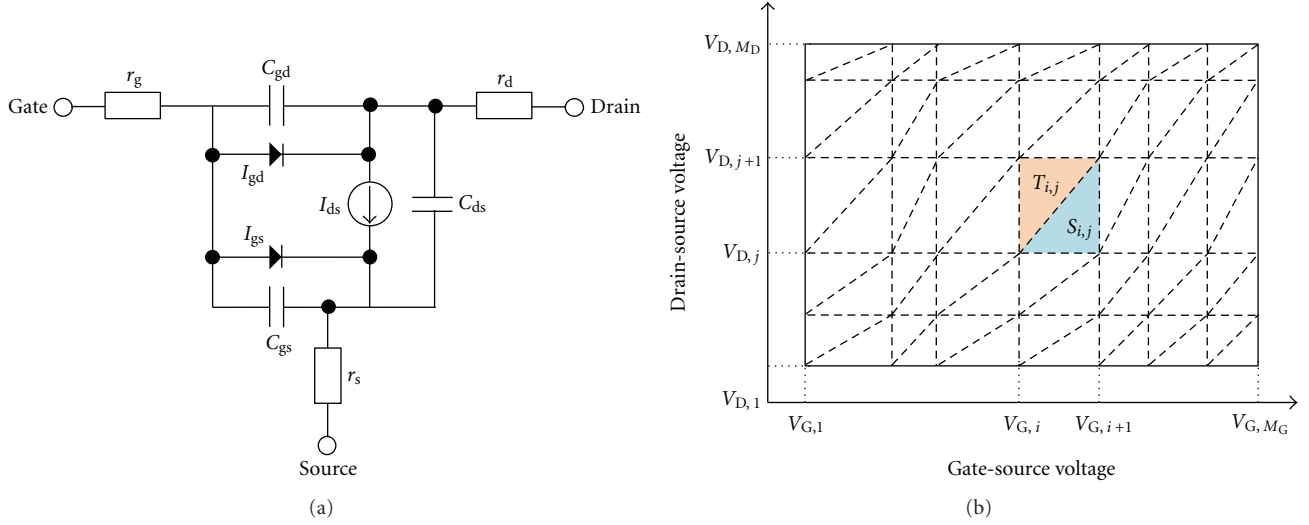 Gate
r_g
C_gd
r_d
Drain
I_gd
I_ds
C_ds
I_gs
C_gs
r_s
Source
(a)
Drain-source voltage
V_D, M_D
V_D, j+1
V_D, j
V_D, 1
T_i,j
S_i,j
V_G,1
V_G, i
V_G, i+1
V_G, M_G
Gate-source voltage
(b)